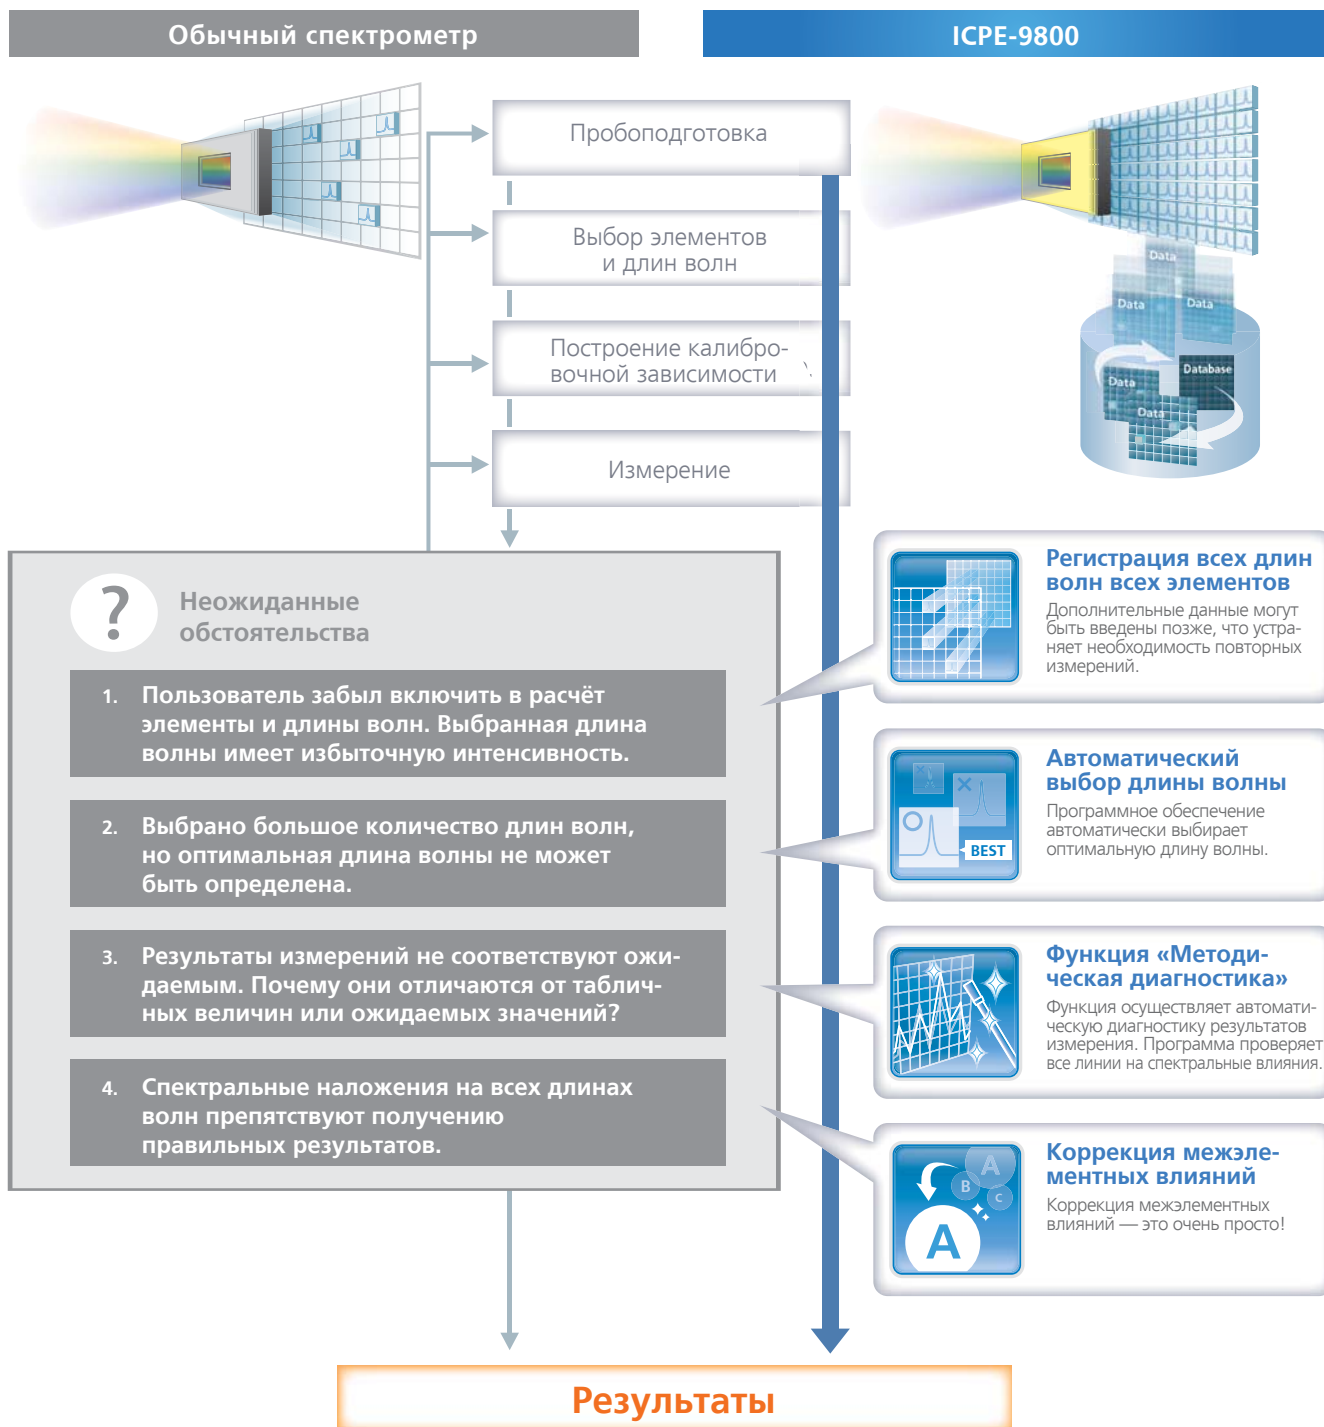 Обычный спектрометр
ICPE-9800
Пробоподготовка
Выбор элементов
и длин волн
Построение калибро-
вочной зависимости
Измерение
Data
Data
Data
Data
Database
Data
?
Неожиданные
обстоятельства
1. Пользователь забыл включить в расчёт
элементы и длины волн. Выбранная длина
волны имеет избыточную интенсивность.
2. Выбрано большое количество длин волн,
но оптимальная длина волны не может
быть определена.
3. Результаты измерений не соответствуют ожи-
даемым. Почему они отличаются от таблич-
ных величин или ожидаемых значений?
4. Спектральные наложения на всех длинах
волн препятствуют получению
правильных результатов.
Регистрация всех длин
волн всех элементов
Дополнительные данные могут
быть введены позже, что устра-
няет необходимость повторных
измерений.
BEST
Автоматический
выбор длины волны
Программное обеспечение
автоматически выбирает
оптимальную длину волны.
Функция «Методи-
ческая диагностика»
Функция осуществляет автомати-
ческую диагностику результатов
измерения. Программа проверяет
все линии на спектральные влияния.
A
B
C
A
Коррекция межэле-
ментных влияний
Коррекция межэлементных
влияний — это очень просто!
Результаты